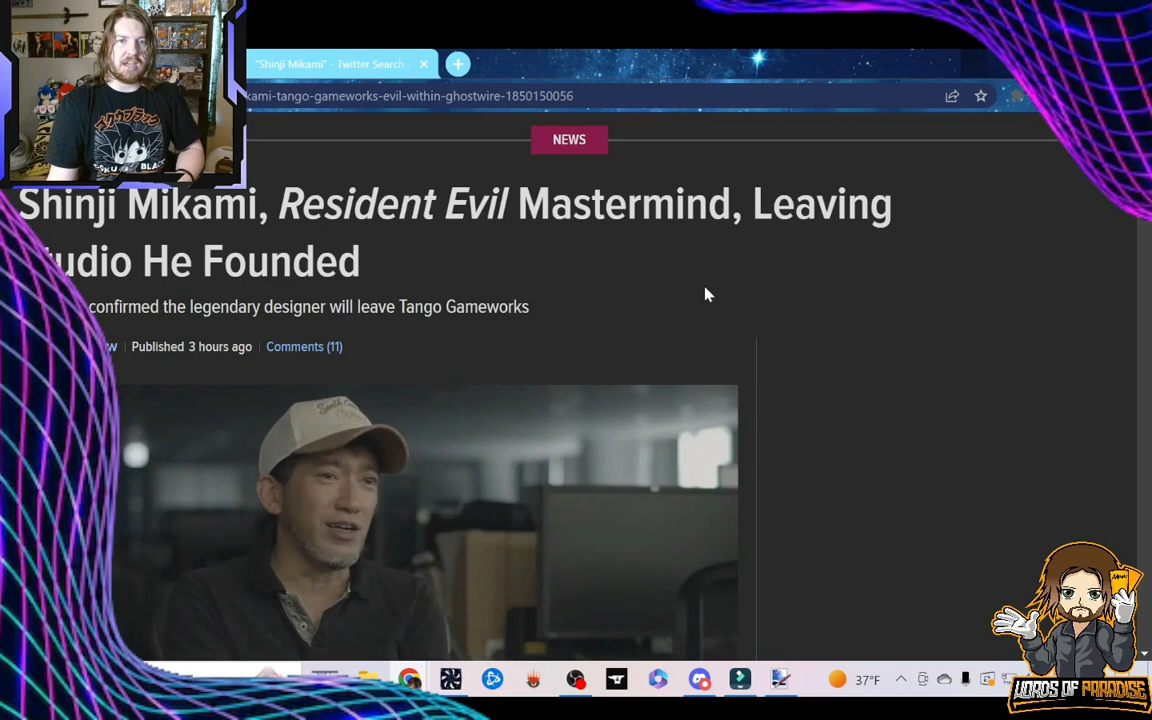 "Shinji Mikami" - Twitter Search
kami-tango-gameworks-evil-within-ghostwire-1850150056
NEWS
Shinji Mikami, Resident Evil Mastermind, Leaving
udio He Founded
confirmed the legendary designer will leave Tango Gameworks
w | Published 3 hours ago | Comments (11)
BLACK
37°F
WORDS OF PARADISE